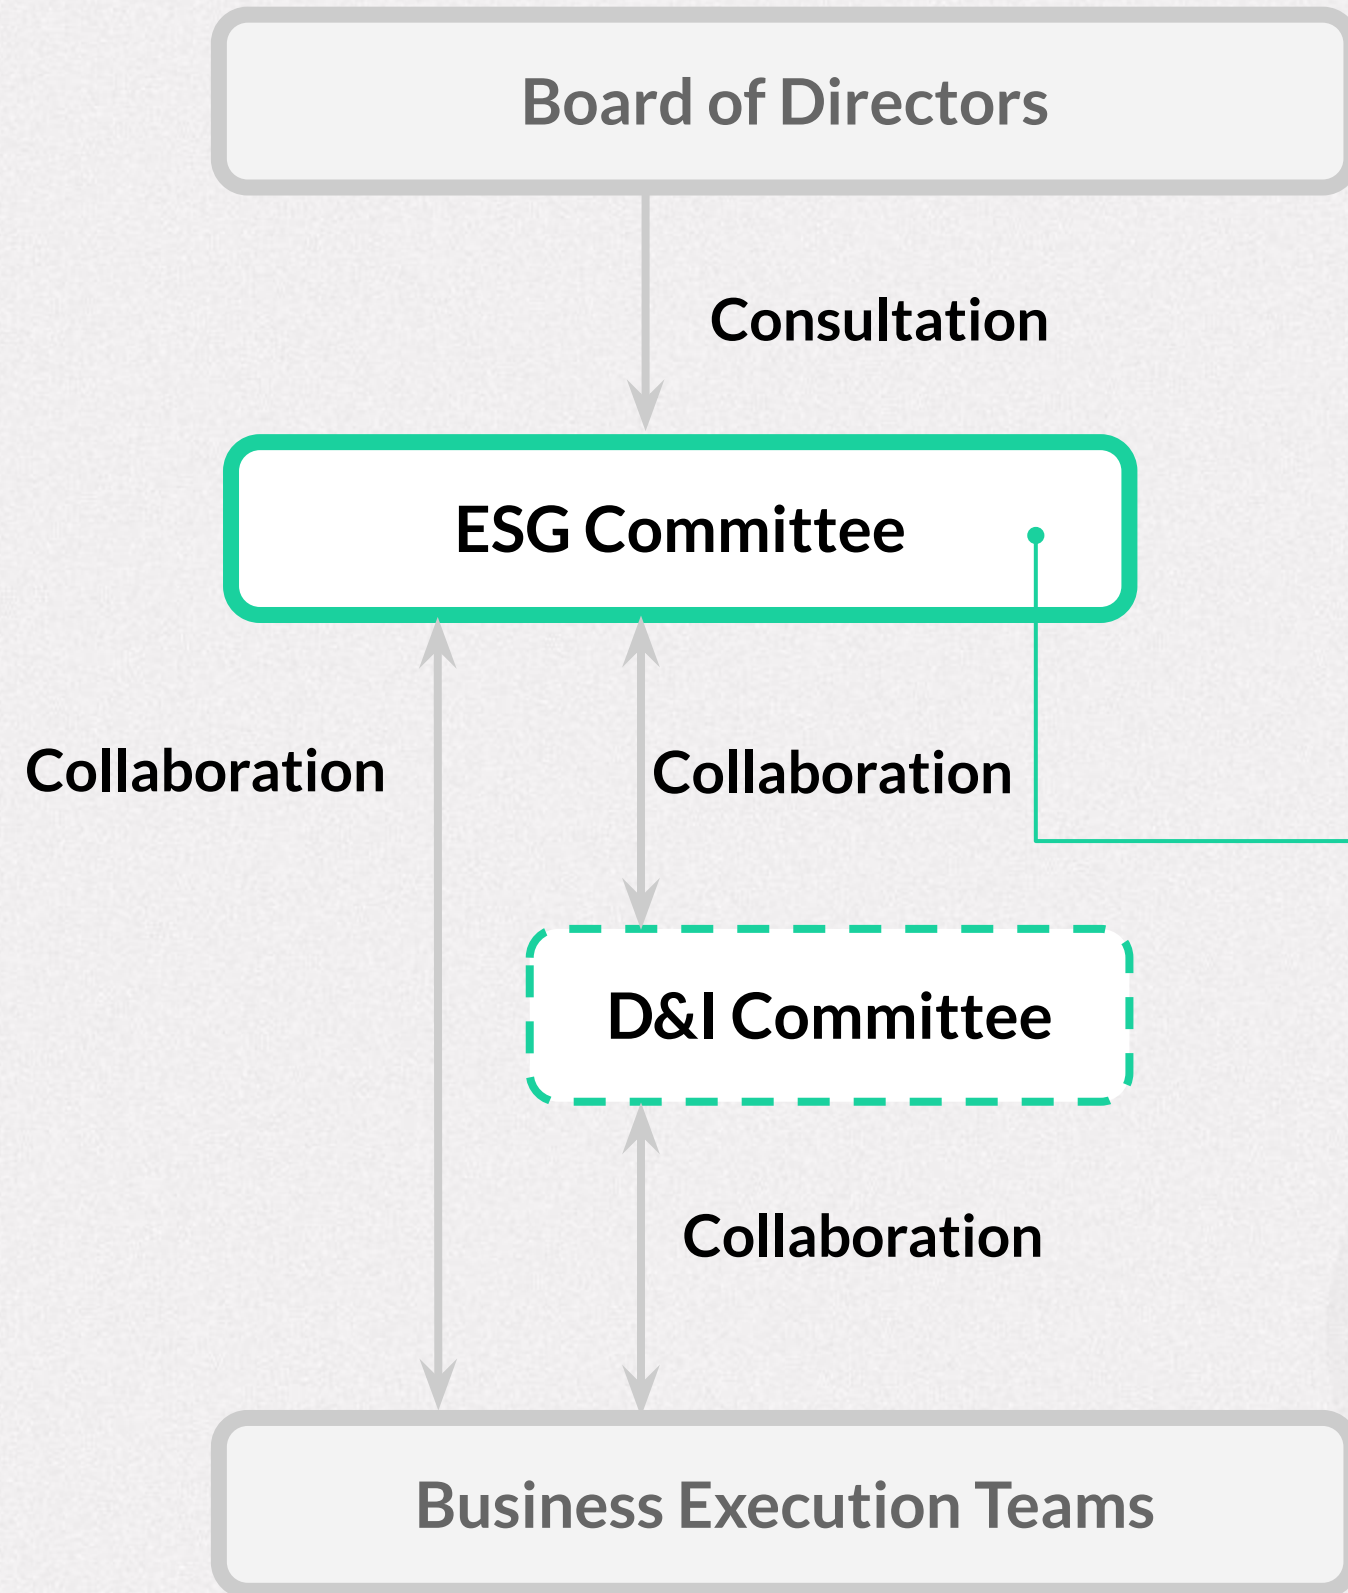 Board of Directors
Consultation
ESG Committee
Collaboration
Collaboration
D&I Committee
Collaboration
Business Execution Teams